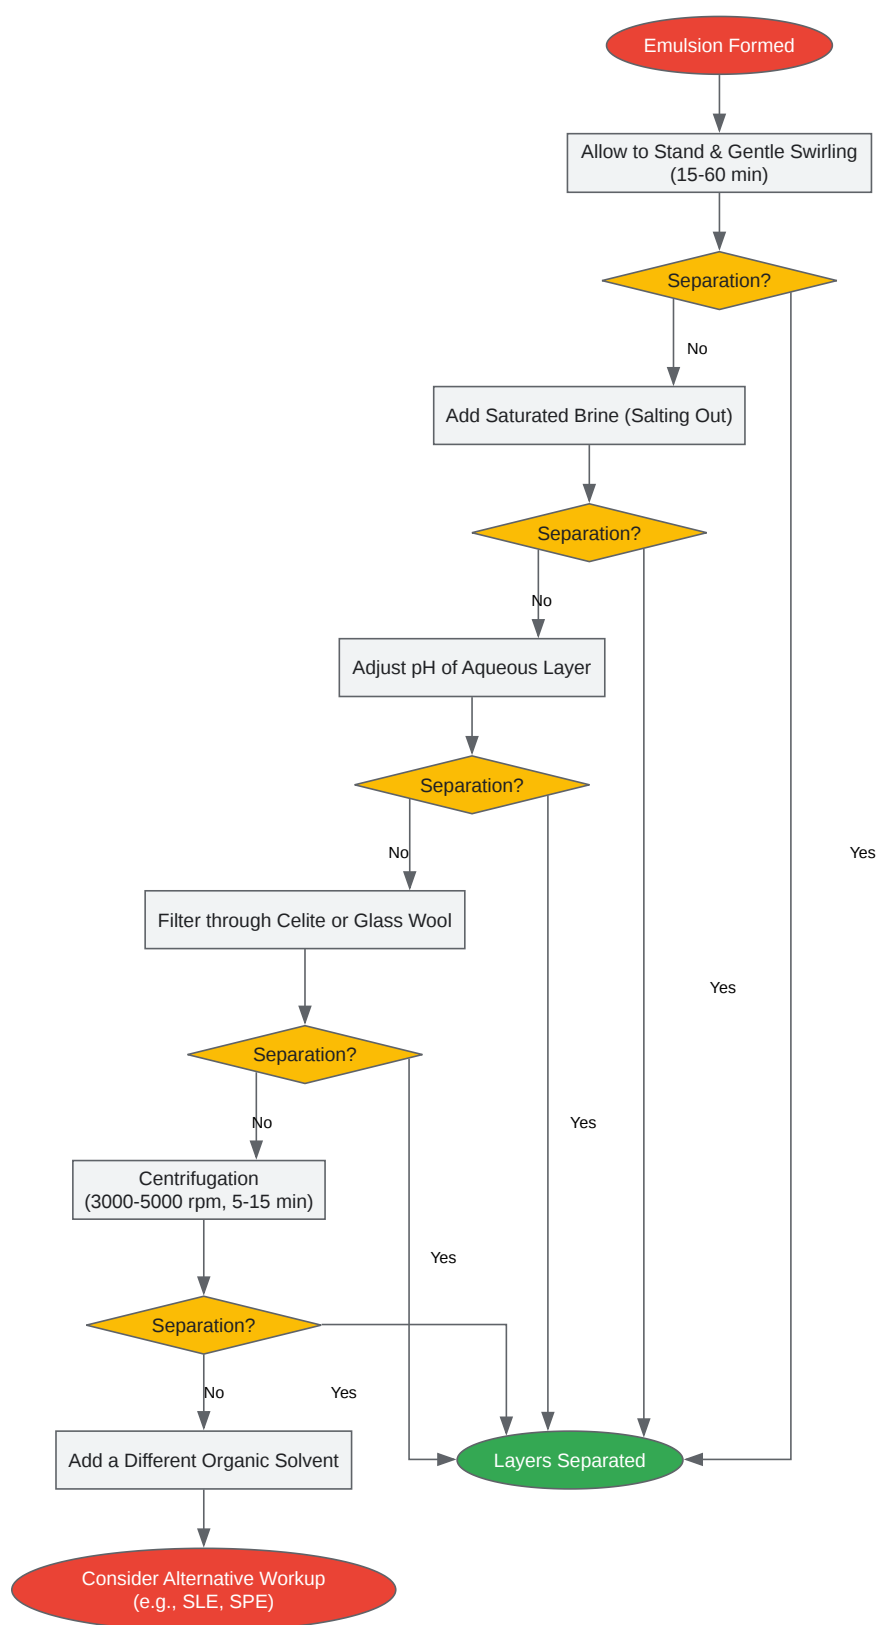 Emulsion Formed
Allow to Stand & Gentle Swirling
(15-60 min)
Separation?
No
Add Saturated Brine (Salting Out)
Separation?
No
Adjust pH of Aqueous Layer
Separation?
No
Yes
Filter through Celite or Glass Wool
Yes
Separation?
No
Yes
Centrifugation
(3000-5000 rpm, 5-15 min)
Yes
Separation?
No
Yes
Add a Different Organic Solvent
Layers Separated
Consider Alternative Workup
(e.g., SLE, SPE)